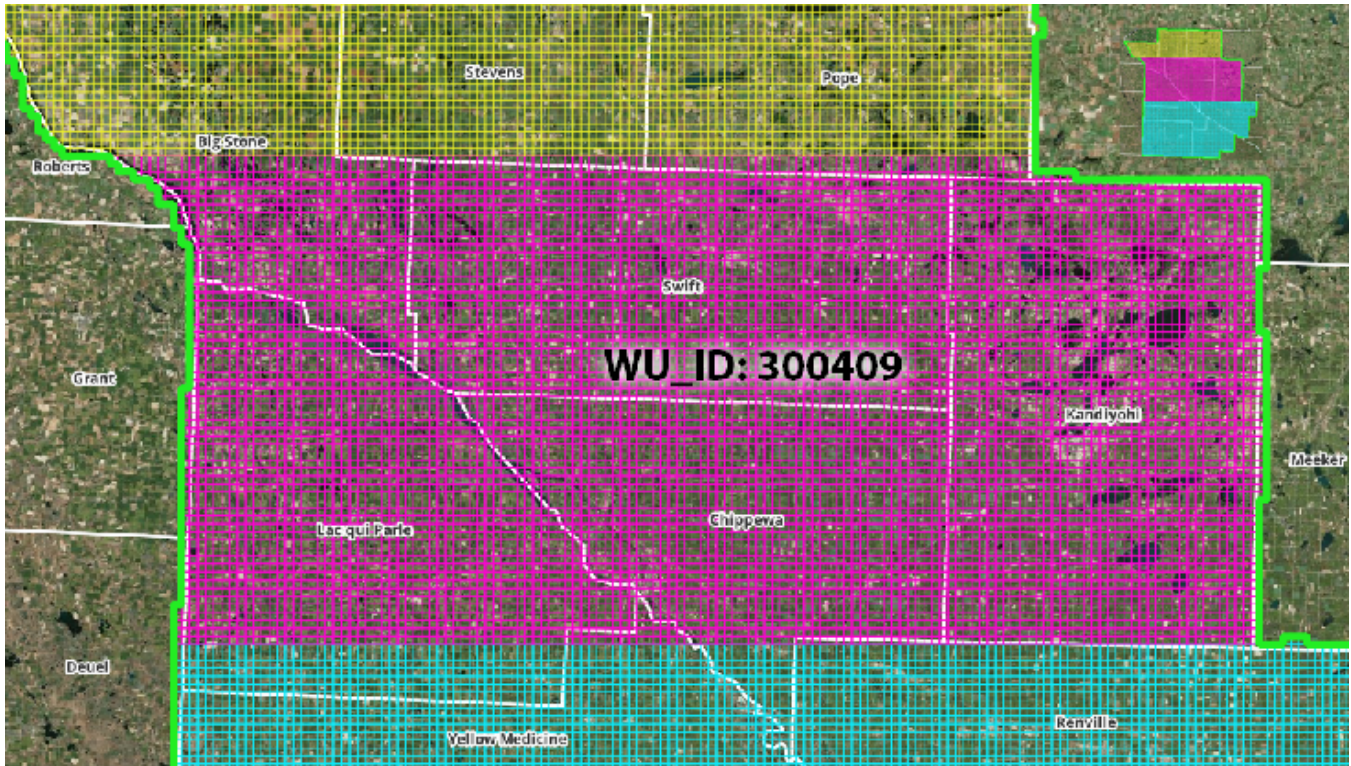 Stevens
Pope
Big Stone
Roberts
Swift
WU_ID: 300409
Grant
Kandiyohi
Meeker
Lac qui Parle
Chippewa
Deuel
Renville
Yellow Medicine